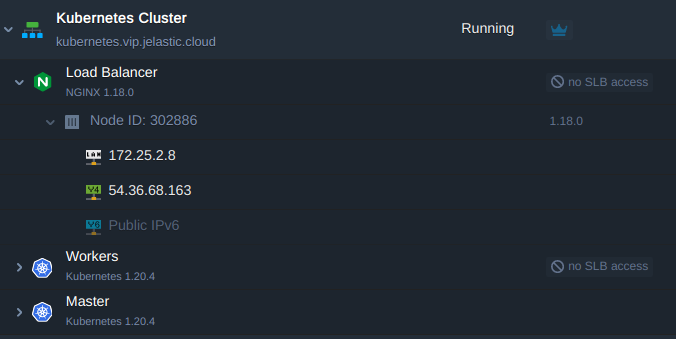 Kubernetes Cluster
Running
kubernetes.vip.jelastic.cloud
Load Balancer
no SLB access
NGINX 1.18.0
Node ID: 302886
1.18.0
LAN 172.25.2.8
V4 54.36.68.163
V6 Public IPv6
Workers
no SLB access
Kubernetes 1.20.4
Master
Kubernetes 1.20.4